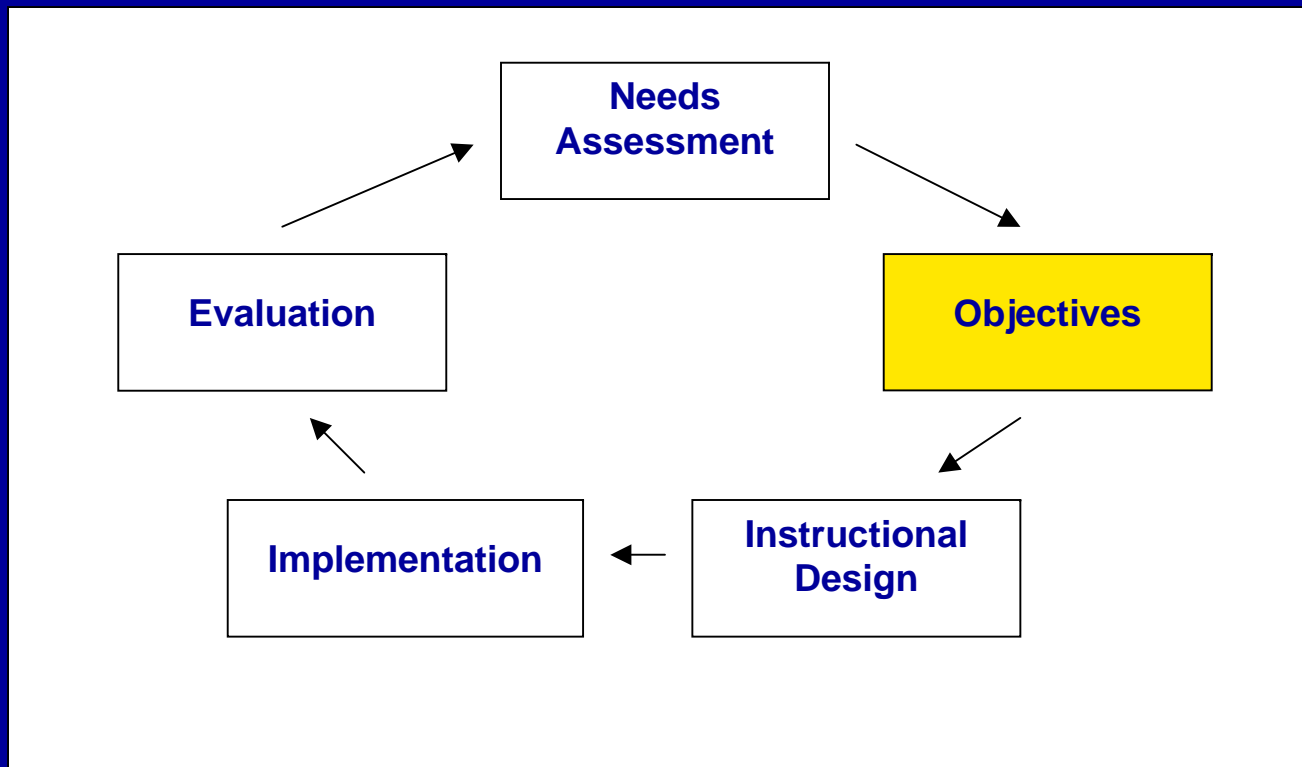 Needs
Assessment
Objectives
Instructional
Design
Implementation
Evaluation